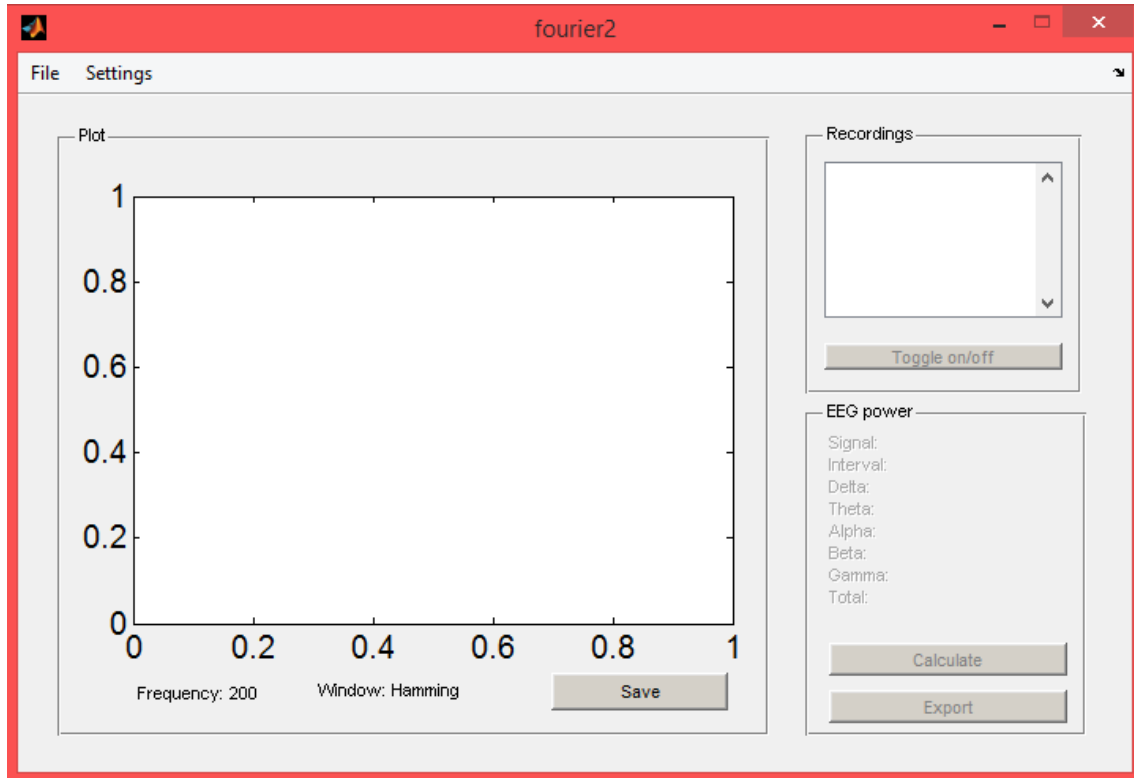 fourier2
File Settings
Plot
1
0.8
0.6
0.4
0.2
0
0 0.2 0.4 0.6 0.8 1
Frequency: 200 Window: Hamming Save
Recordings
Toggle on/off
EEG power
Signal:
Interval:
Delta:
Theta:
Alpha:
Beta:
Gamma:
Total:
Calculate
Export